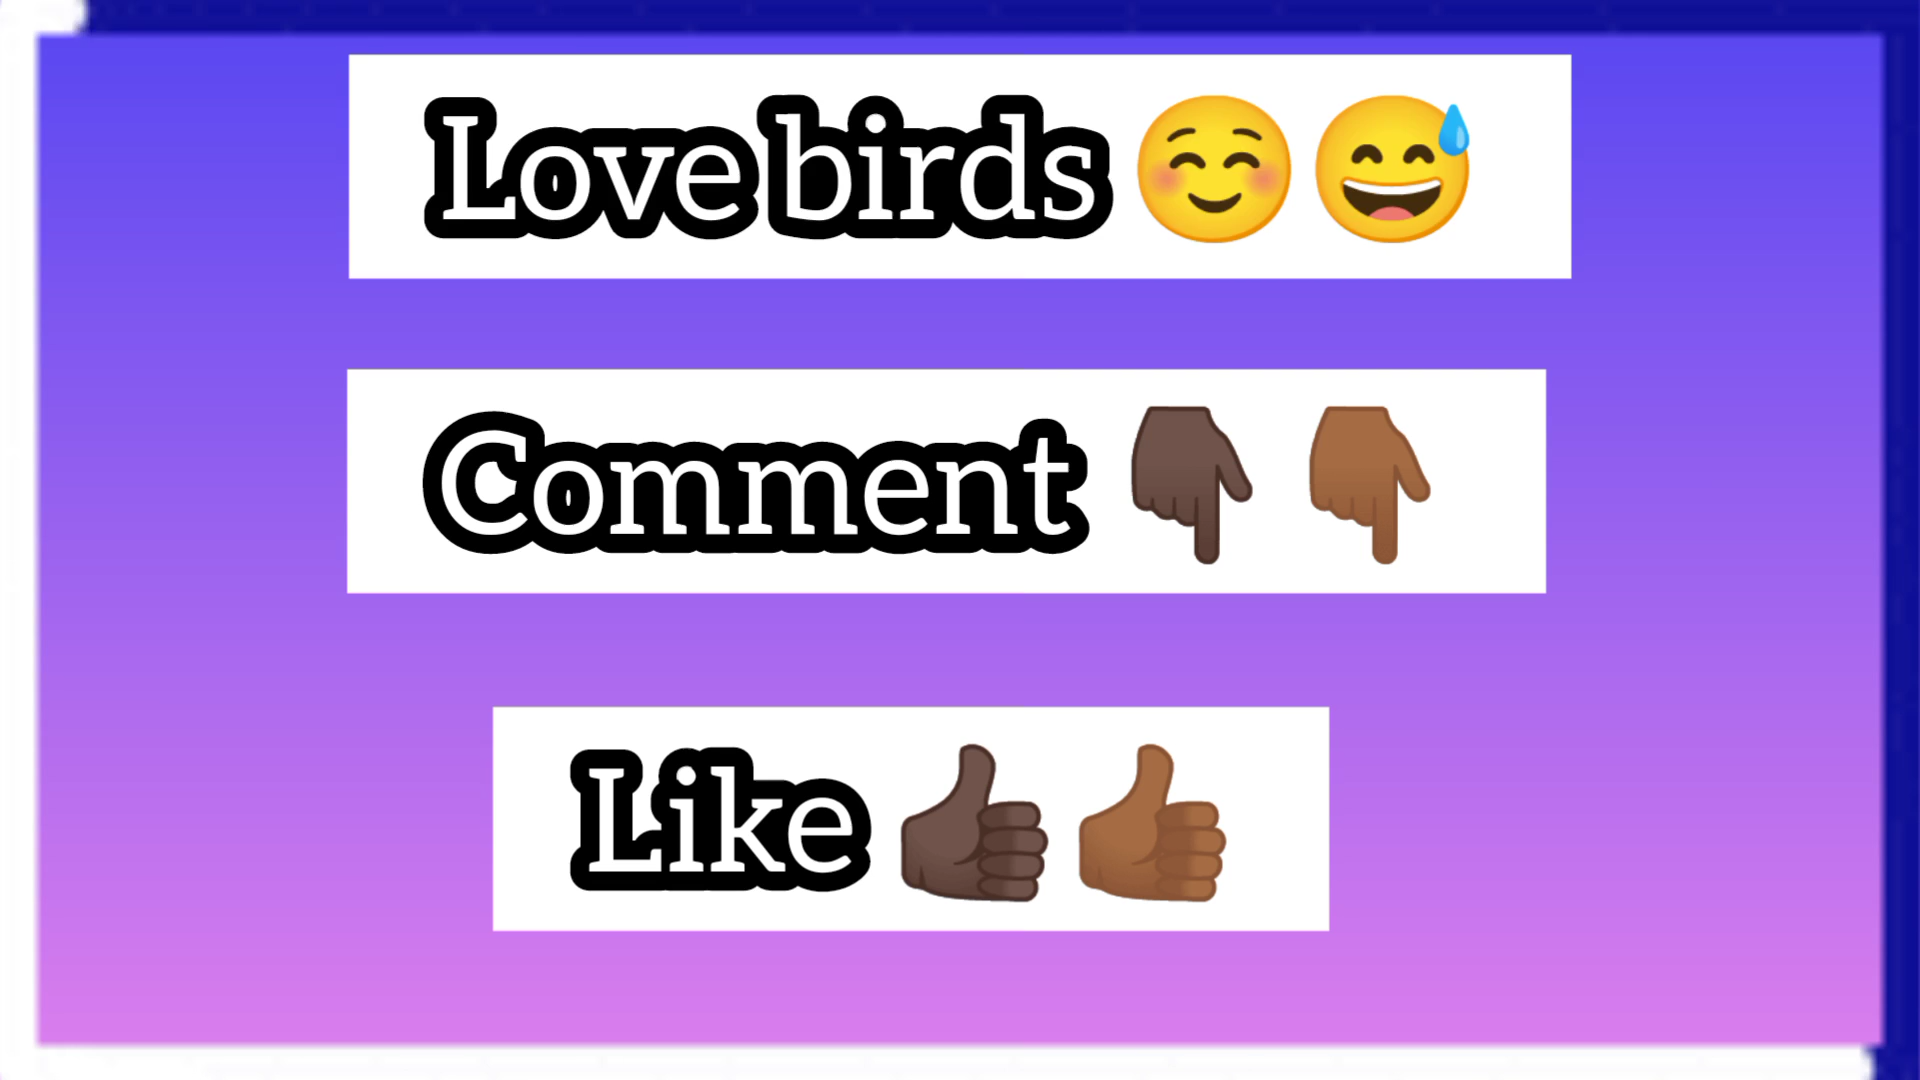 Love birds ☺️😅
Comment 👇🏿👇🏾
Like 👍🏿👍🏾